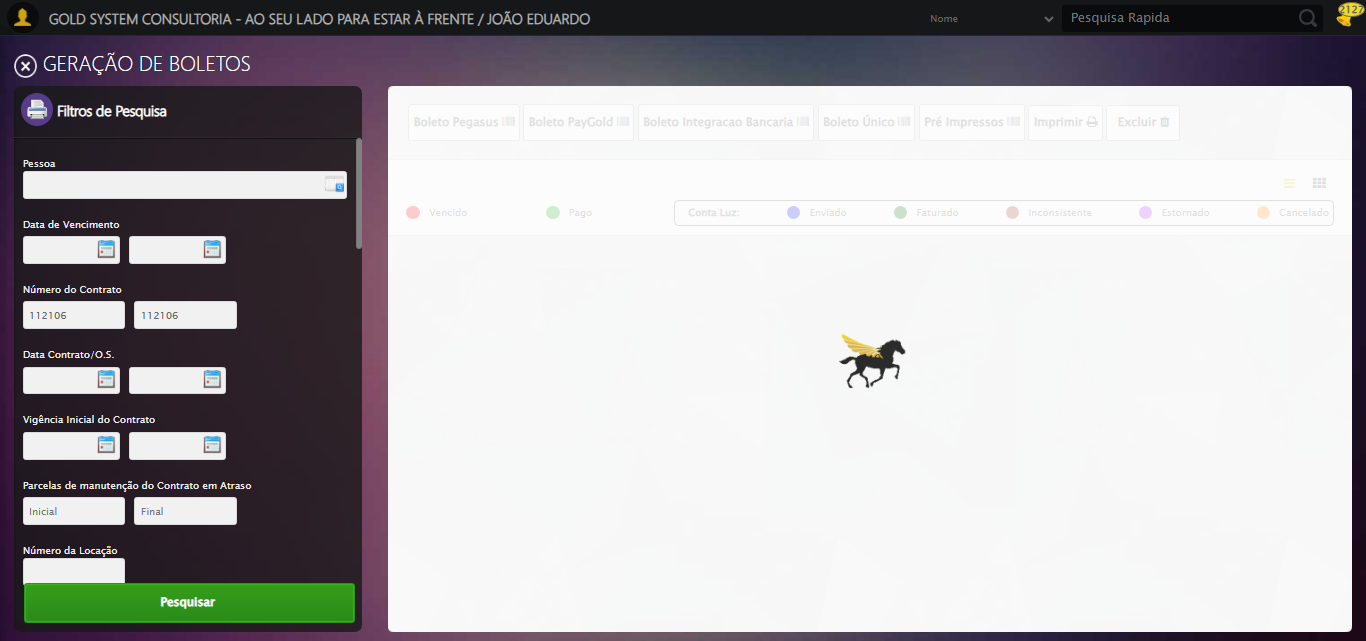 GOLD SYSTEM CONSULTORIA - AO SEU LADO PARA ESTAR À FRENTE / JOÃO EDUARDO
Nome
Pesquisa Rapida
2127
GERAÇÃO DE BOLETOS
Filtros de Pesquisa
Pessoa
Data de Vencimento
Número do Contrato
112106 112106
Data Contrato/O.S.
Vigência Inicial do Contrato
Parcelas de manutenção do Contrato em Atraso
Inicial Final
Número da Locação
Pesquisar
Boleto Pegasus Boleto PayGold Boleto Integracao Bancaria Boleto Único Pré Impressos Imprimir Excluir
Vencido Pago Conta Luz: Enviado Faturado Inconsistente Estornado Cancelado